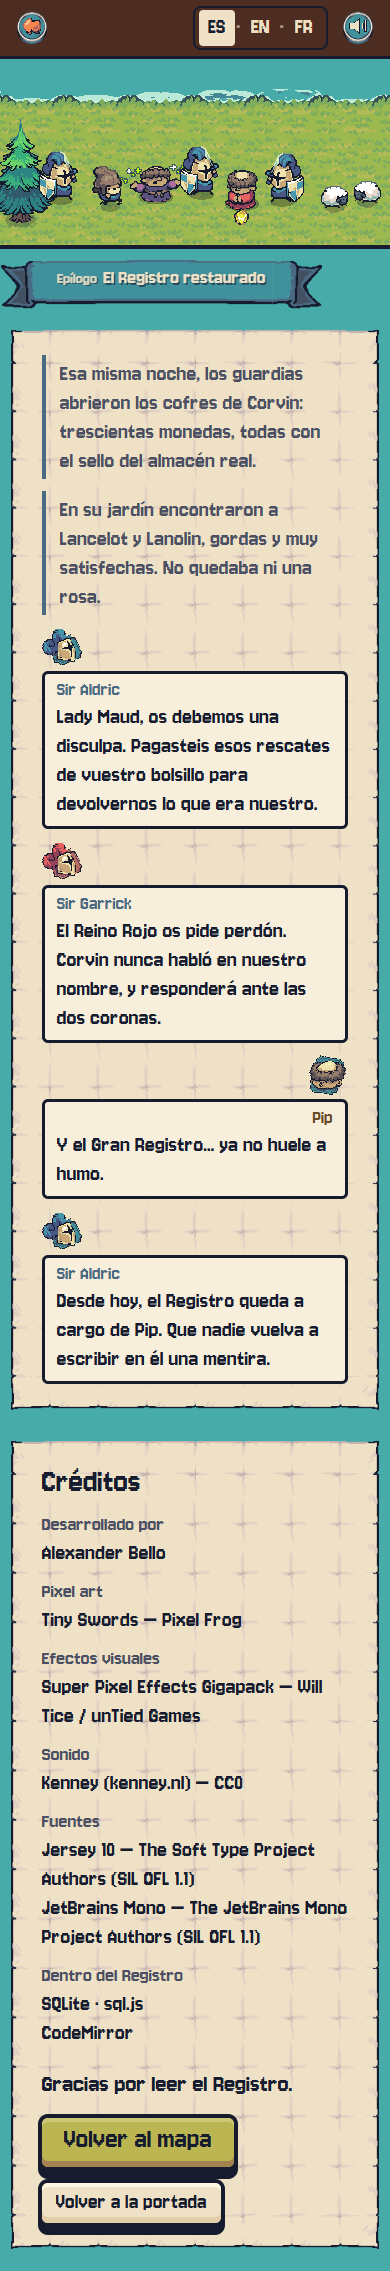 ES · EN · FR
Epílogo El Registro restaurado
Esa misma noche, los guardias
abrieron los cofres de Corvin:
trescientas monedas, todas con
el sello del almacén real.
En su jardín encontraron a
Lancelot y Lanolin, gordas y muy
satisfechas. No quedaba ni una
rosa.
Sir Aldric
Lady Maud, os debemos una
disculpa. Pagasteis esos rescates
de vuestro bolsillo para
devolvernos lo que era nuestro.
Sir Garrick
El Reino Rojo os pide perdón.
Corvin nunca habló en nuestro
nombre, y responderá ante las
dos coronas.
Pip
Y el Gran Registro... ya no huele a
humo.
Sir Aldric
Desde hoy, el Registro queda a
cargo de Pip. Que nadie vuelva a
escribir en él una mentira.
Créditos
Desarrollado por
Alexander Bello
Pixel art
Tiny Swords — Pixel Frog
Efectos visuales
Super Pixel Effects Gigapack — Will
Tice / unTied Games
Sonido
Kenney (kenney.nl) — CC0
Fuentes
Jersey 10 — The Soft Type Project
Authors (SIL OFL 1.1)
JetBrains Mono — The JetBrains Mono
Project Authors (SIL OFL 1.1)
Dentro del Registro
SQLite · sql.js
CodeMirror
Gracias por leer el Registro.
Volver al mapa
Volver a la portada